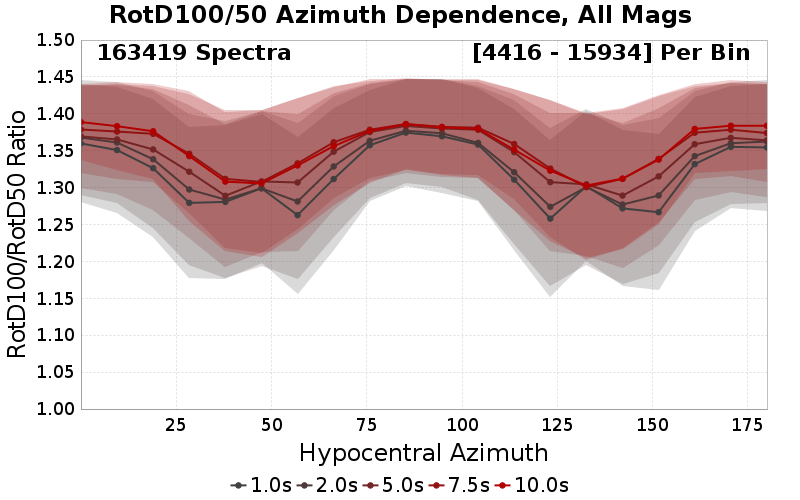 RotD100/50 Azimuth Dependence, All Mags
163419 Spectra
[4416 - 15934] Per Bin
RotD100/RotD50 Ratio
1.50
1.45
1.40
1.35
1.30
1.25
1.20
1.15
1.10
1.05
1.00
25
50
75
100
125
150
175
Hypocentral Azimuth
1.0s
2.0s
5.0s
7.5s
10.0s